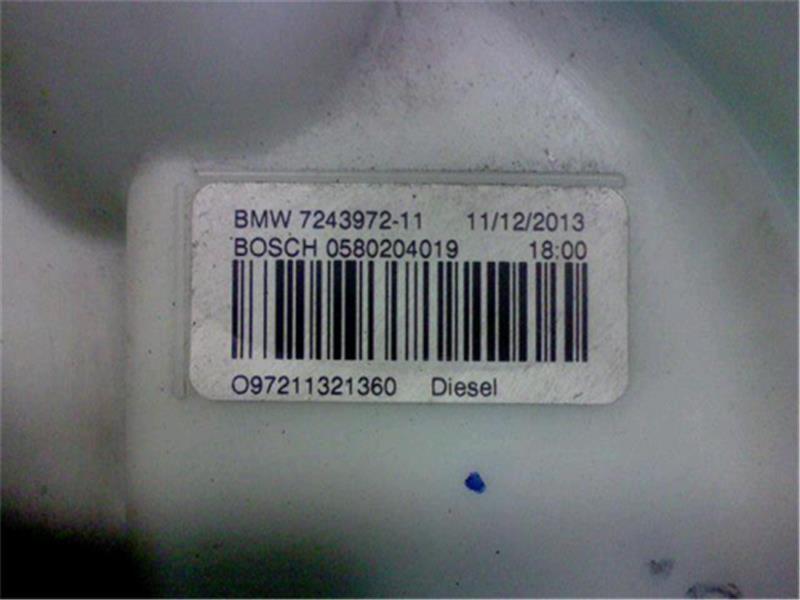 BMW 7243972-11 11/12/2013
BOSCH 0580204019 18:00
O97211321360 Diesel